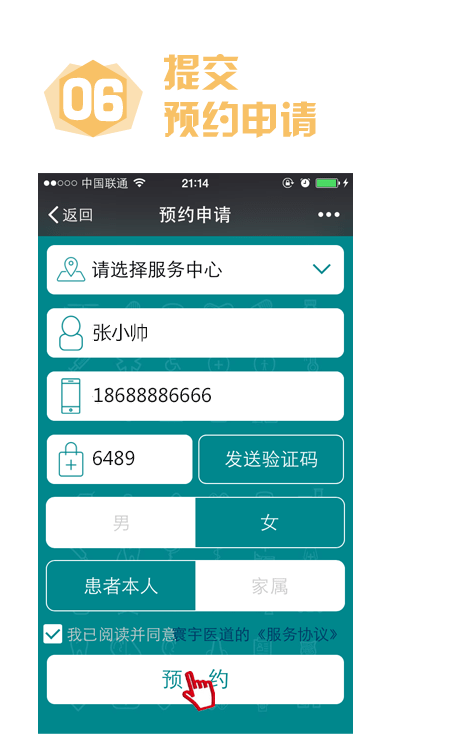 06
提交
预约申请
中国联通 21:14
返回 预约申请
请选择服务中心
张小帅
18688886666
6489 发送验证码
男 女
患者本人 家属
我已阅读并同意寰宇医道的《服务协议》
预 约